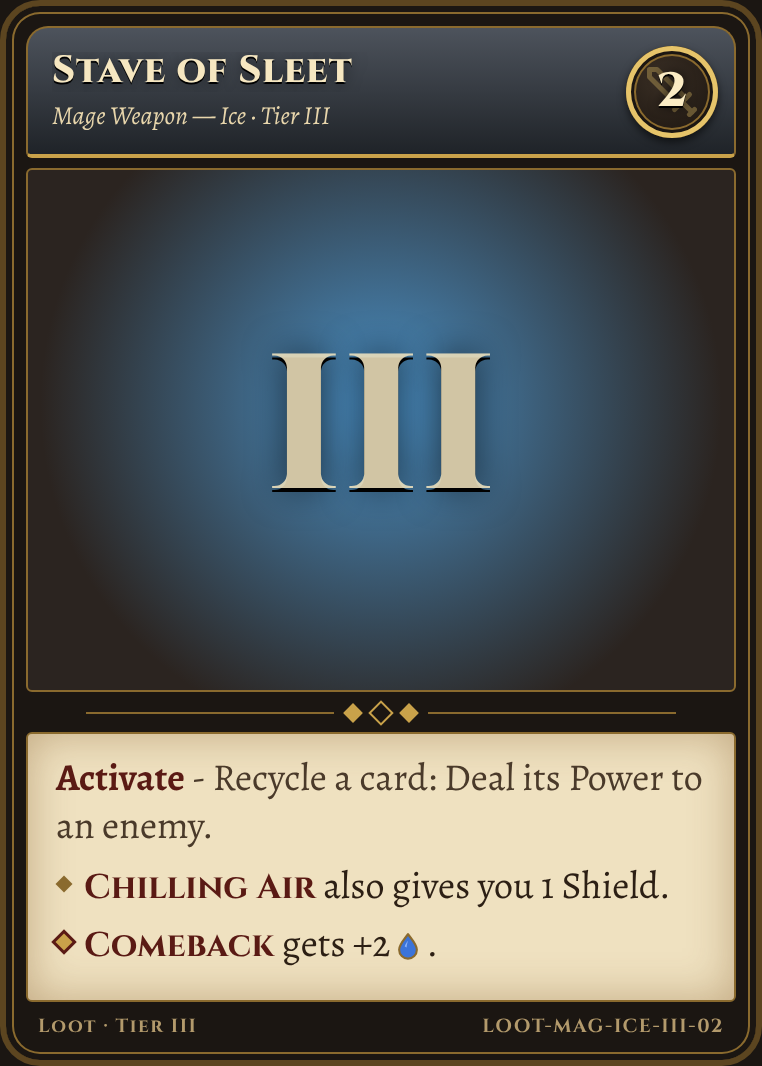 Stave of Sleet
Mage Weapon — Ice · Tier III
2
III
Activate - Recycle a card: Deal its Power to
an enemy.
Chilling Air also gives you 1 Shield.
Comeback gets +2 .
Loot · Tier III
LOOT-MAG-ICE-III-02